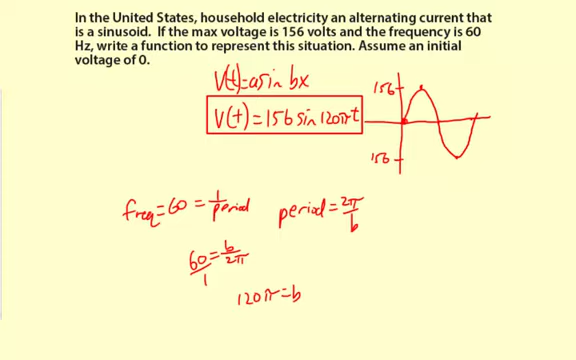 In the United States, household electricity an alternating current that
is a sinusoid. If the max voltage is 156 volts and the frequency is 60
Hz, write a function to represent this situation. Assume an initial
voltage of 0.
V(t)=a sin bx
V(t)=156 sin 120πt
156
156
freq=60=1/period
period=2π/b
60/1=b/2π
120π=b